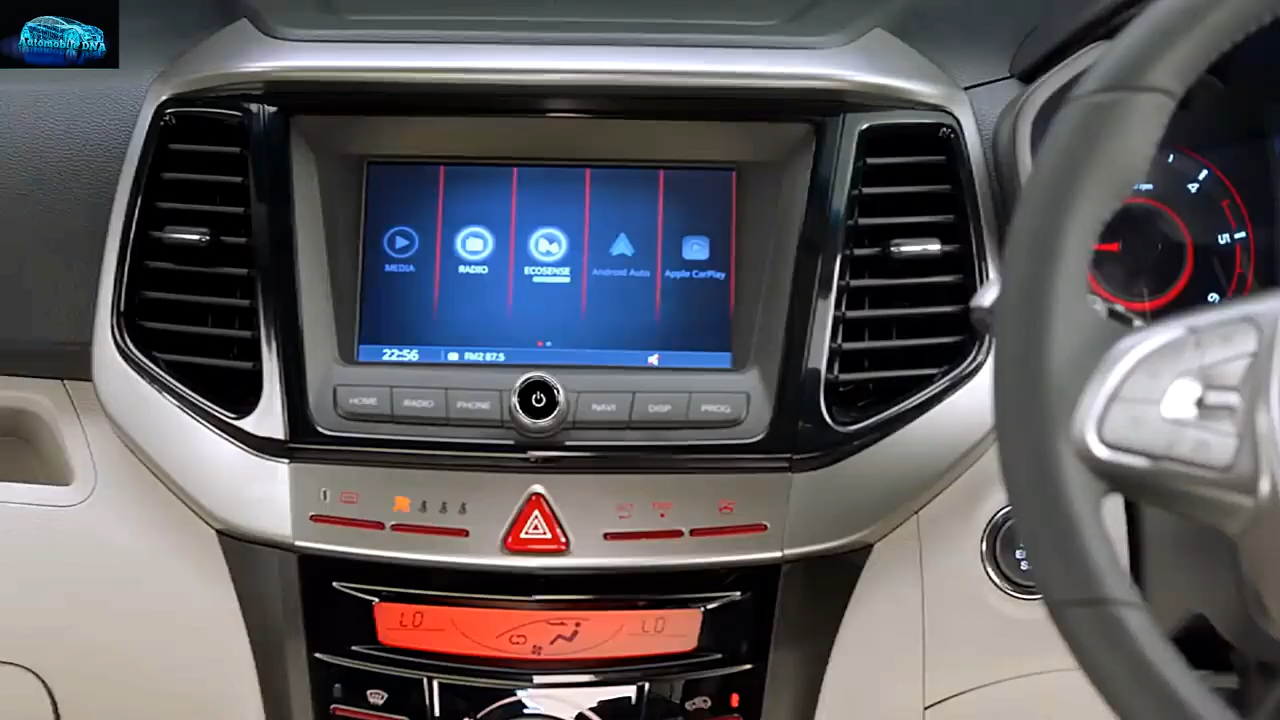 Automobile DNA
MEDIA
RADIO
ECOSENSE
Android Auto
Apple CarPlay
22:56
FM2 87.5
HOME
RADIO
PHONE
NAVI
DISP
PROG
LO
LO